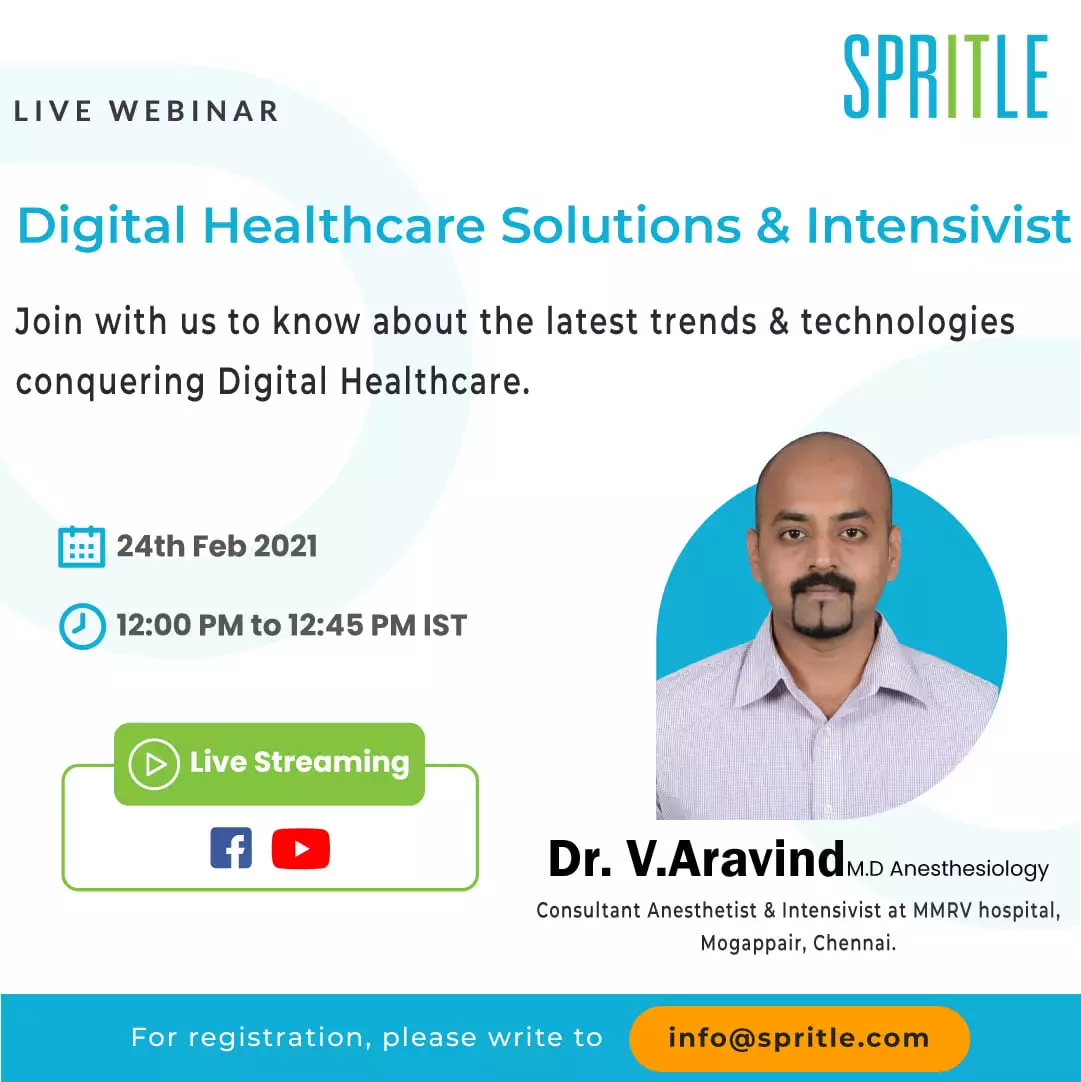 SPRITLE
LIVE WEBINAR
Digital Healthcare Solutions & Intensivist
Join with us to know about the latest trends & technologies
conquering Digital Healthcare.
24th Feb 2021
12:00 PM to 12:45 PM IST
Live Streaming
Dr. V.Aravind M.D Anesthesiology
Consultant Anesthetist & Intensivist at MMRV hospital,
Mogappair, Chennai.
For registration, please write to info@spritle.com